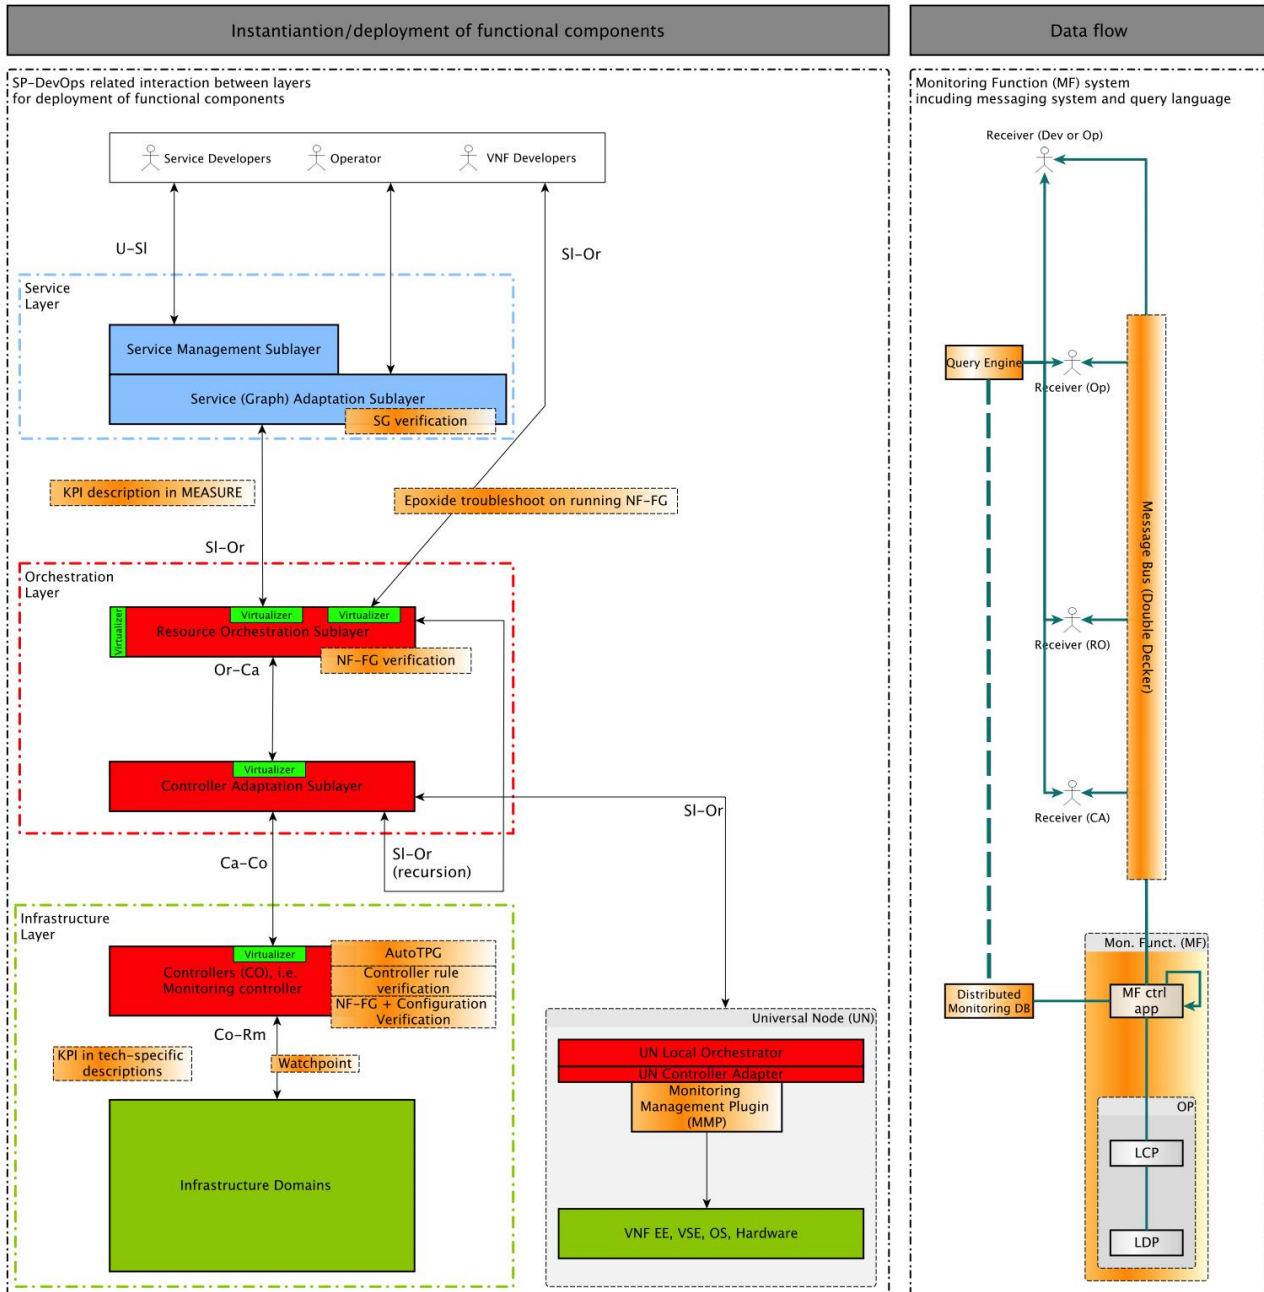 Instantiantion/deployment of functional components
SP-DevOps related interaction between layers
for deployment of functional components
Service Developers
Operator
VNF Developers
U-Sl
Sl-Or
Service
Layer
Service Management Sublayer
Service (Graph) Adaptation Sublayer
SG verification
KPI description in MEASURE
Epoxide troubleshoot on running NF-FG
Sl-Or
Orchestration
Layer
Virtualizer
Virtualizer
Virtualizer
Resource Orchestration Sublayer
NF-FG verification
Or-Ca
Virtualizer
Controller Adaptation Sublayer
Sl-Or
Ca-Co
Sl-Or
(recursion)
Infrastructure
Layer
Virtualizer
Controllers (CO), i.e.
Monitoring controller
AutoTPG
Controller rule
verification
NF-FG + Configuration
Verification
Co-Rm
KPI in tech-specific
descriptions
Watchpoint
Infrastructure Domains
Universal Node (UN)
UN Local Orchestrator
UN Controller Adapter
Monitoring
Management Plugin
(MMP)
VNF EE, VSE, OS, Hardware
Data flow
Monitoring Function (MF) system
incuding messaging system and query language
Receiver (Dev or Op)
Query Engine
Receiver (Op)
Message Bus (Double Decker)
Receiver (RO)
Receiver (CA)
Mon. Funct. (MF)
Distributed
Monitoring DB
MF ctrl
app
OP
LCP
LDP